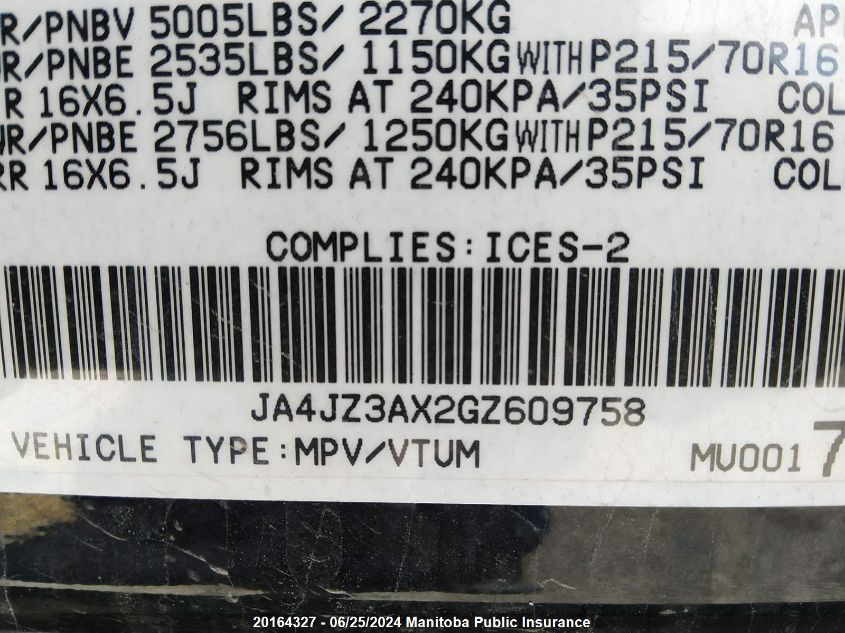 R/PNBV 5005LBS/ 2270KG AP
R/PNBE 2535LBS/ 1150KG WITH P215/70R16
R 16X6.5J RIMS AT 240KPA/35PSI COL
R/PNBE 2756LBS/ 1250KG WITH P215/70R16
R 16X6.5J RIMS AT 240KPA/35PSI COL
COMPLIES:ICES-2
JA4JZ3AX2GZ609758
VEHICLE TYPE:MPV/VTUM MU001 7
20164327 - 06/25/2024 Manitoba Public Insurance